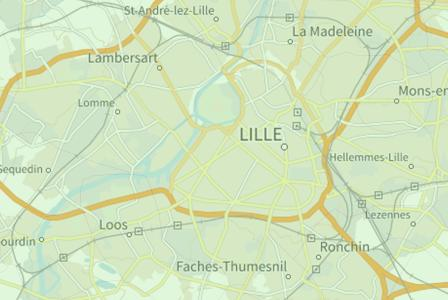 St-André-lez-Lille
La Madeleine
Lambersart
Mons-en
Lomme
LILLE
Hellemmes-Lille
Sequedin
Lezennes
Loos
ourdin
Ronchin
Faches-Thumesnil